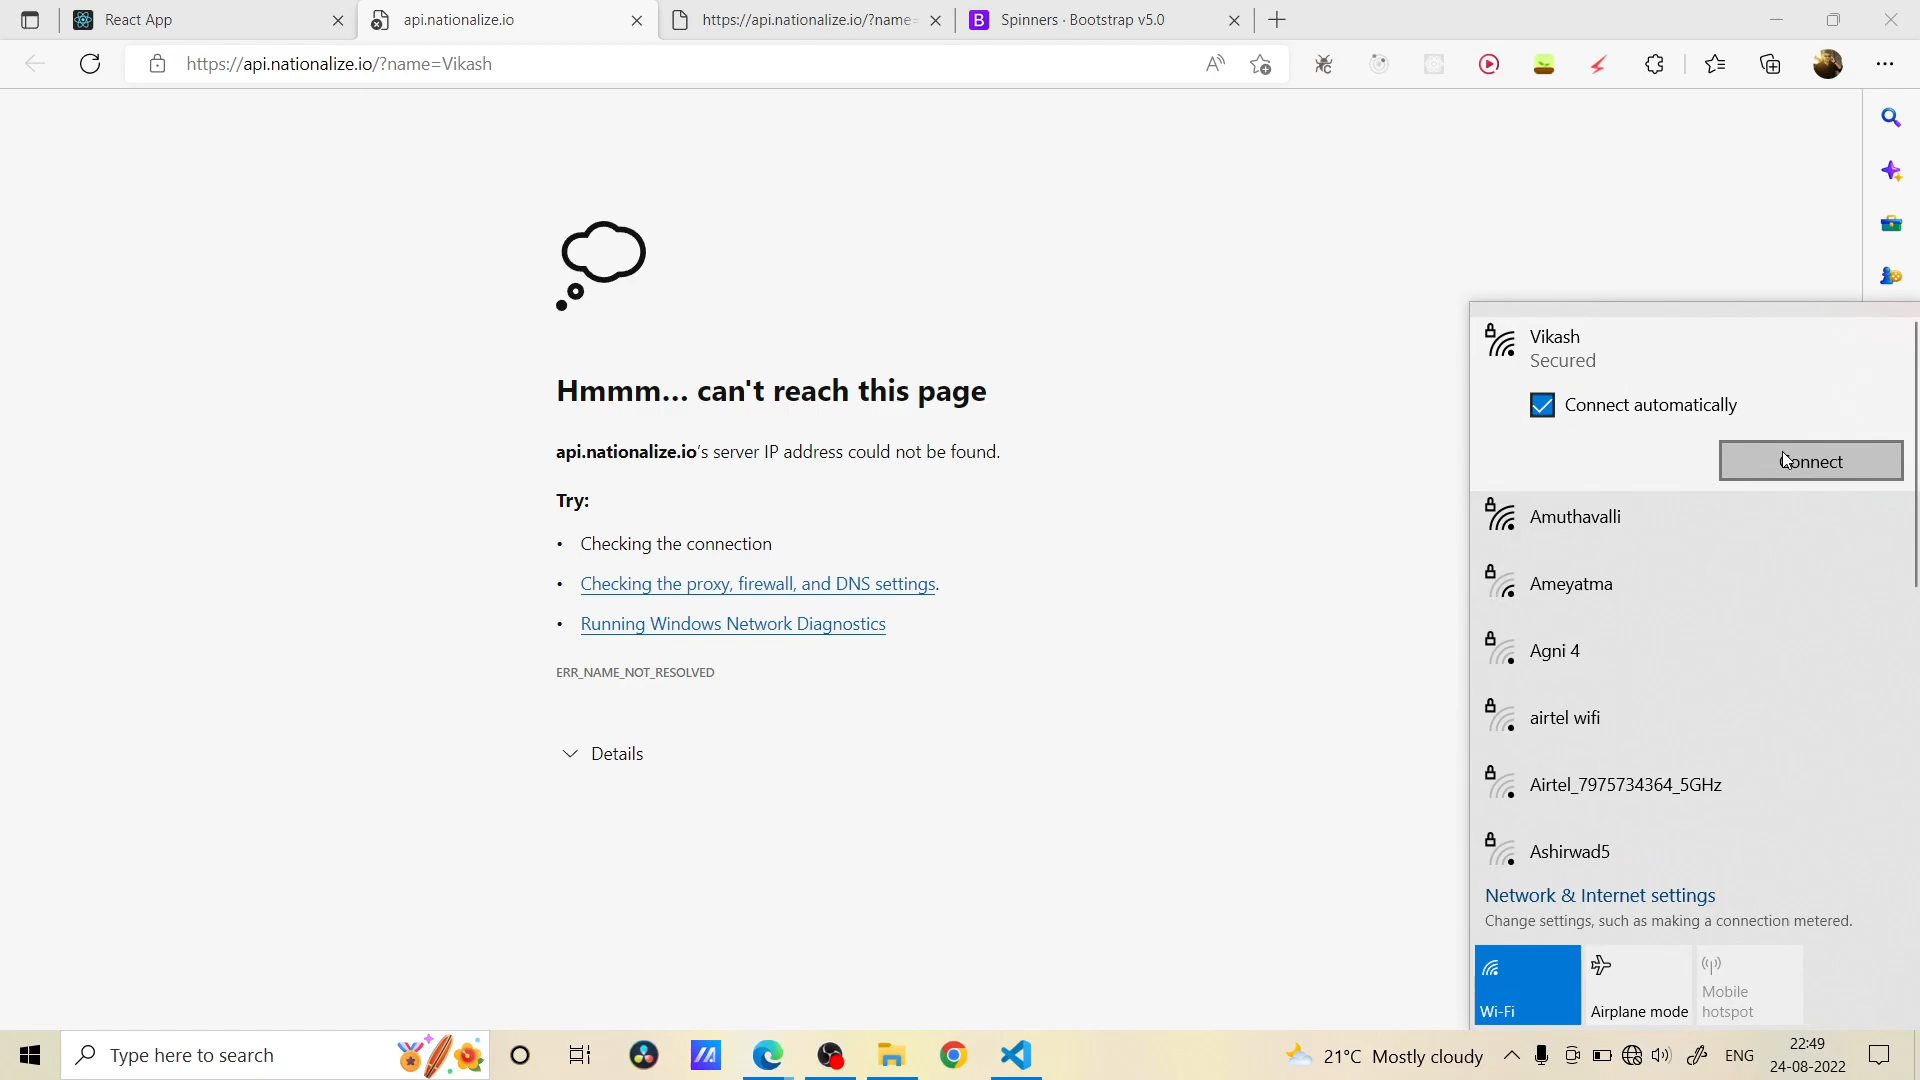 React App
api.nationalize.io
https://api.nationalize.io/?name=
Spinners · Bootstrap v5.0
https://api.nationalize.io/?name=Vikash
Hmmm... can't reach this page
api.nationalize.io's server IP address could not be found.
Try:
• Checking the connection
• Checking the proxy, firewall, and DNS settings.
• Running Windows Network Diagnostics
ERR_NAME_NOT_RESOLVED
Details
Vikash
Secured
Connect automatically
Connect
Amuthavalli
Ameyatma
Agni 4
airtel wifi
Airtel_7975734364_5GHz
Ashirwad5
Network & Internet settings
Change settings, such as making a connection metered.
Wi-Fi
Airplane mode
Mobile
hotspot
Type here to search
21°C Mostly cloudy
ENG
22:49
24-08-2022